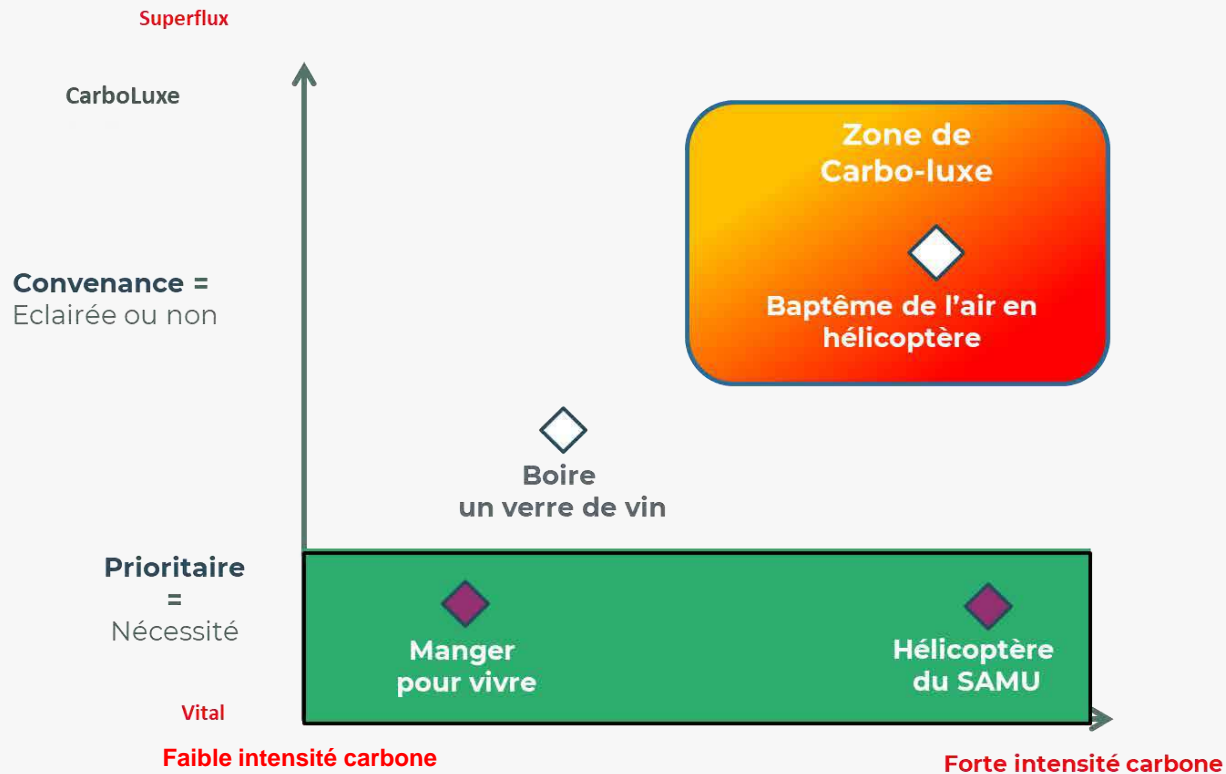 Superflux
CarboLuxe
Zone de
Carbo-luxe
Baptême de l'air en
hélicoptère
Convenance =
Eclairée ou non
Boire
un verre de vin
Prioritaire
=
Nécessité
Manger
pour vivre
Hélicoptère
du SAMU
Vital
Faible intensité carbone
Forte intensité carbone